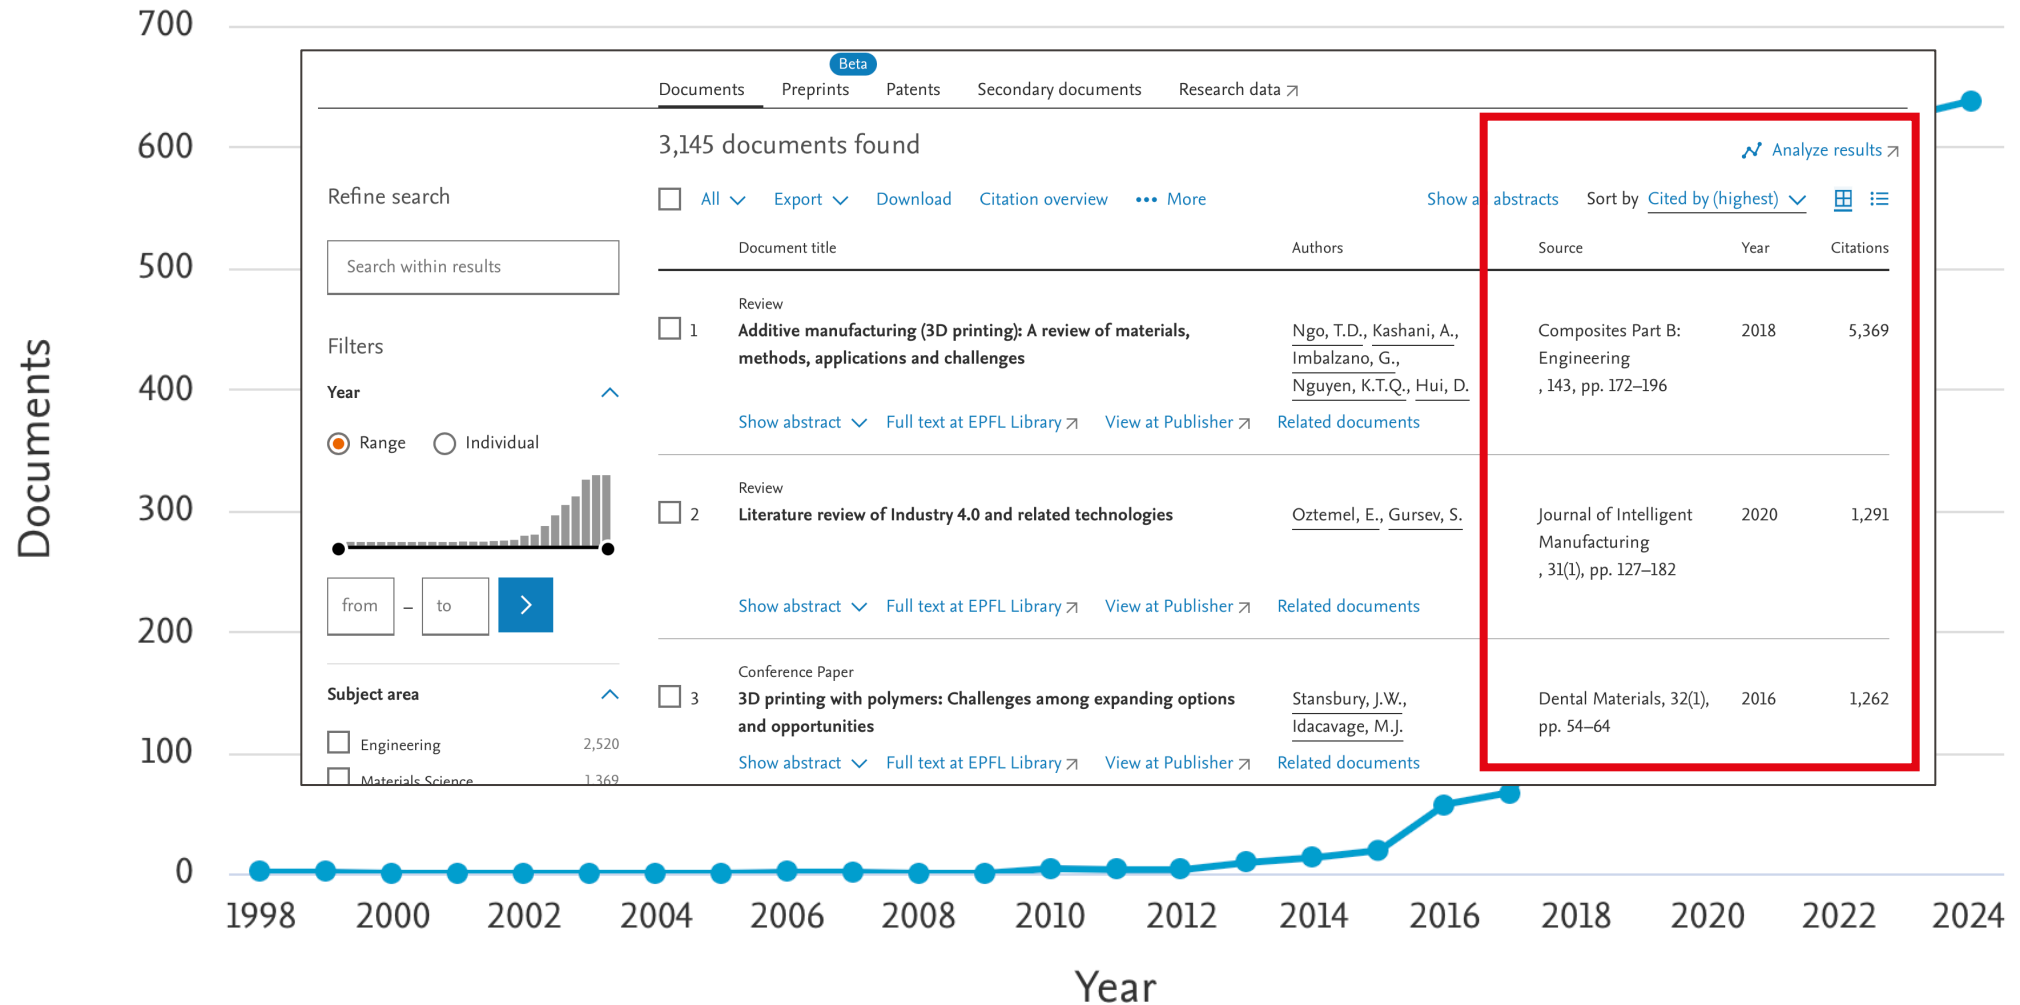 700
600
500
400
300
200
100
0
Documents
Beta
Documents Preprints Patents Secondary documents Research data
3,145 documents found
Analyze results
Refine search
All Export Download Citation overview ••• More Show a abstracts Sort by Cited by (highest)
Search within results
Document title Authors Source Year Citations
Filters
Year
Range Individual
from – to
Subject area
Engineering 2,520
Materials Science 1,369
Review
1 Additive manufacturing (3D printing): A review of materials, Ngo, T.D., Kashani, A., Composites Part B: 2018 5,369
methods, applications and challenges Imbalzano, G., Engineering
Nguyen, K.T.Q., Hui, D. , 143, pp. 172–196
Show abstract Full text at EPFL Library View at Publisher Related documents
Review
2 Literature review of Industry 4.0 and related technologies Oztemel, E., Gursev, S. Journal of Intelligent 2020 1,291
Manufacturing
, 31(1), pp. 127–182
Show abstract Full text at EPFL Library View at Publisher Related documents
Conference Paper
3 3D printing with polymers: Challenges among expanding options Stansbury, J.W., Dental Materials, 32(1), 2016 1,262
and opportunities Idacavage, M.J. pp. 54–64
Show abstract Full text at EPFL Library View at Publisher Related documents
1998 2000 2002 2004 2006 2008 2010 2012 2014 2016 2018 2020 2022 2024
Year